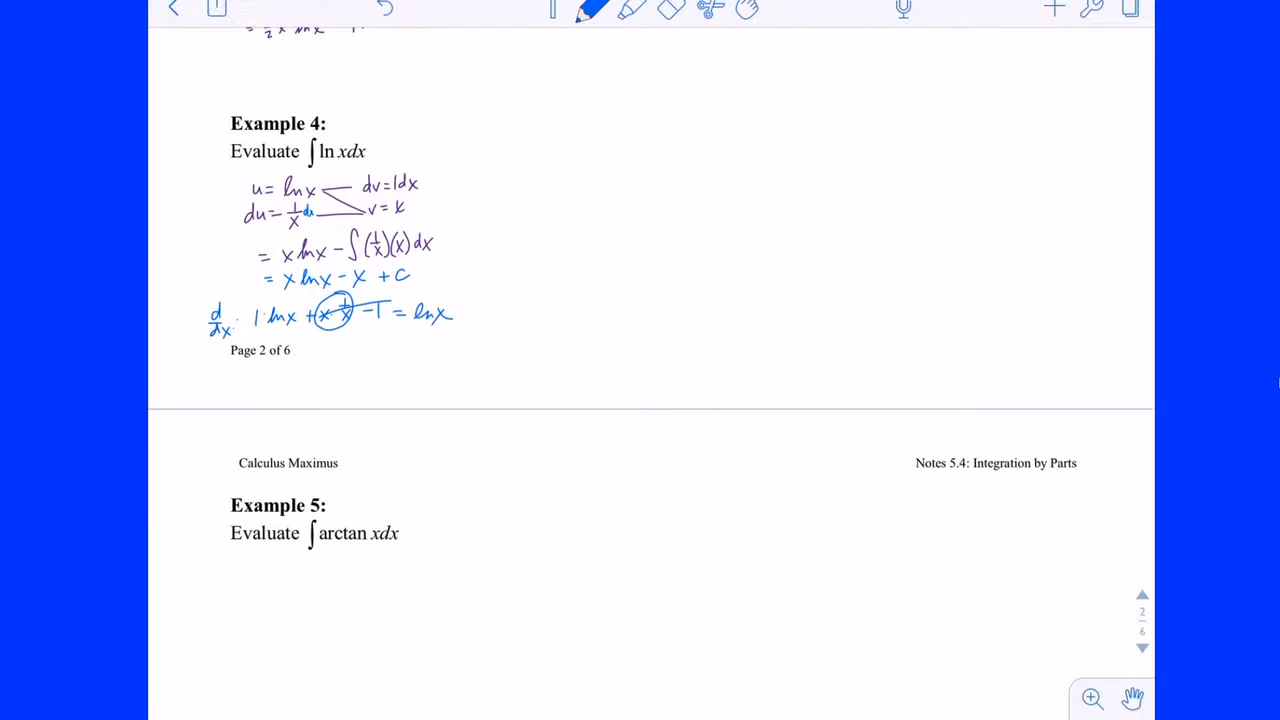 Example 4:
Evaluate ∫ ln xdx
u = ln x dv = 1dx
du = 1/x dx v = x
= x ln x − ∫ (1/x)(x) dx
= x ln x − x + c
d/dx: 1·ln x + x·1/x − 1 = ln x
Page 2 of 6
Calculus Maximus Notes 5.4: Integration by Parts
Example 5:
Evaluate ∫ arctan xdx
2
6